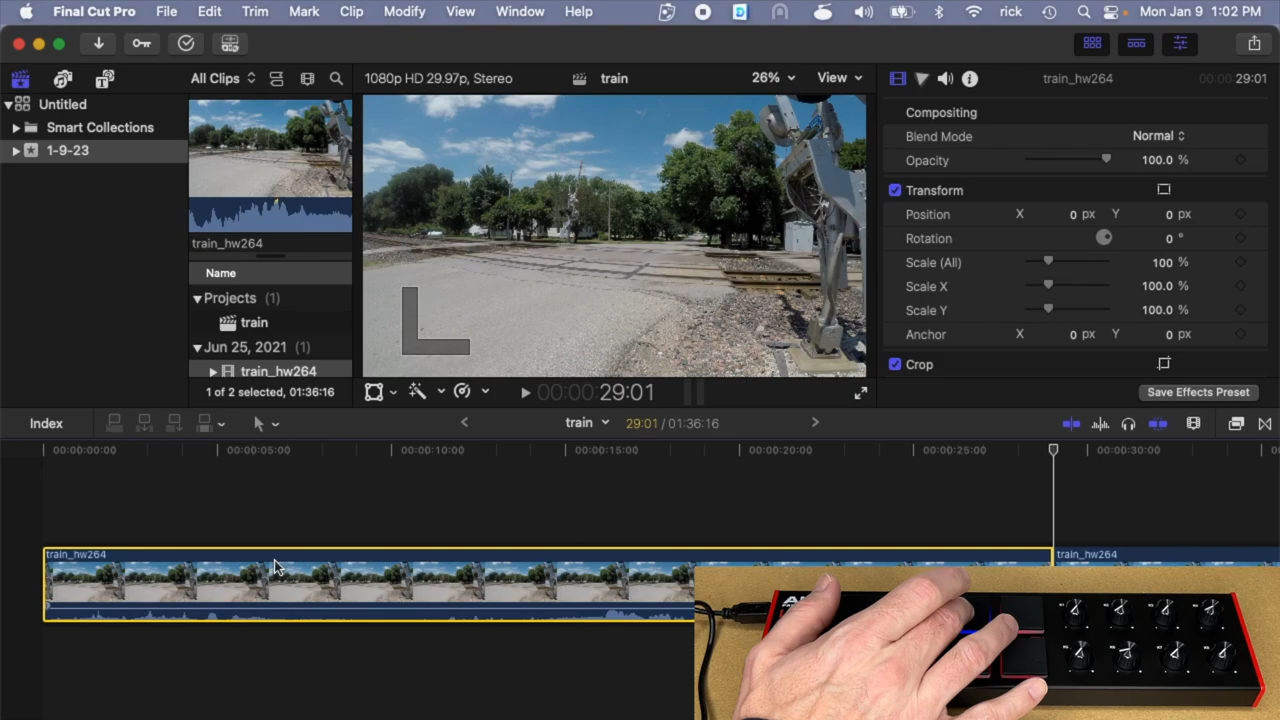 Final Cut Pro File Edit Trim Mark Clip Modify View Window Help rick Mon Jan 9 1:02 PM
All Clips
1080p HD 29.97p, Stereo train 26% View
train_hw264 00:00:29:01
Untitled
Smart Collections
1-9-23
train_hw264
Name
Projects (1)
train
Jun 25, 2021 (1)
train_hw264
1 of 2 selected, 01:36:16
00:00:00:29:01
Compositing
Blend Mode Normal
Opacity 100.0 %
Transform
Position X 0 px Y 0 px
Rotation 0 °
Scale (All) 100 %
Scale X 100.0 %
Scale Y 100.0 %
Anchor X 0 px Y 0 px
Crop
Save Effects Preset
Index train 29:01 / 01:36:16
00:00:00:00 00:00:05:00 00:00:10:00 00:00:15:00 00:00:20:00 00:00:25:00 00:00:30:00
train_hw264 train_hw264